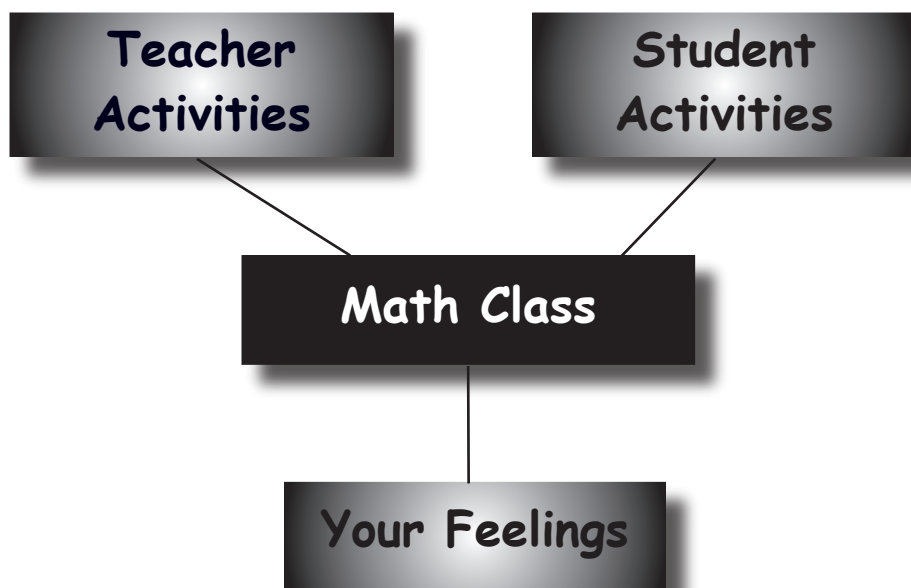 Teacher
Activities
Student
Activities
Math Class
Your Feelings